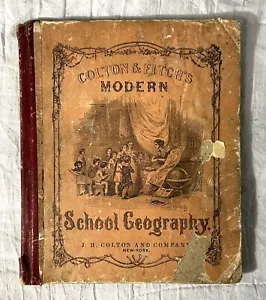 COLTON & FITCH'S
MODERN
School Geography.
J. H. COLTON AND COMPANY
NEW-YORK.